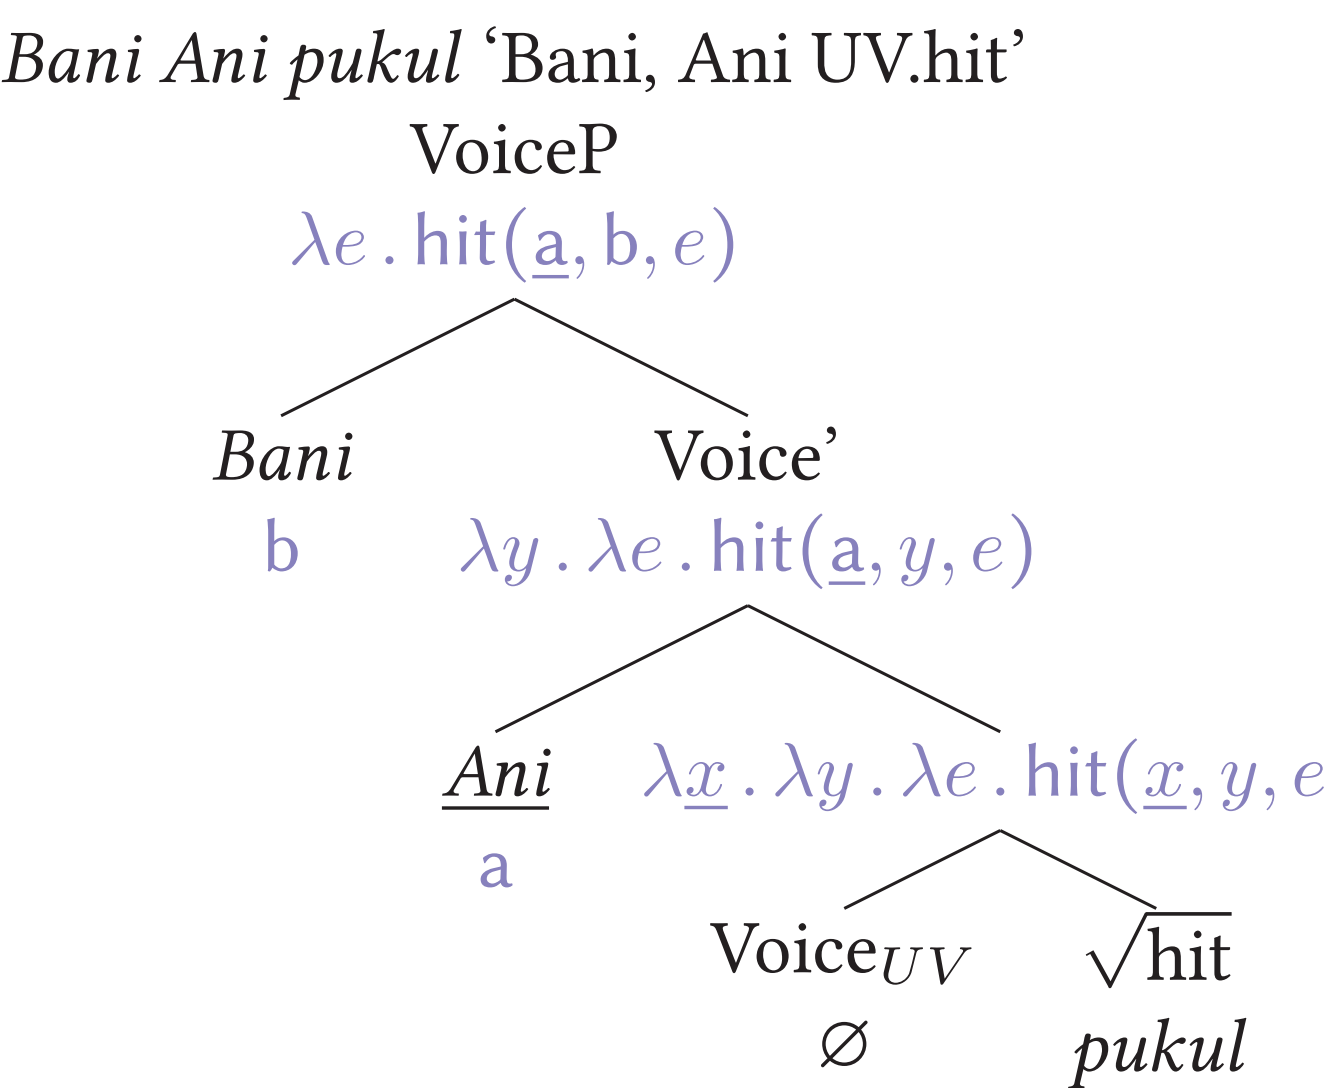 Bani Ani pukul ‘Bani, Ani UV.hit’
VoiceP
λe . hit(a, b, e)
Bani Voice’
b λy . λe . hit(a, y, e)
Ani λx . λy . λe . hit(x, y, e
a
Voice_UV √hit
∅ pukul